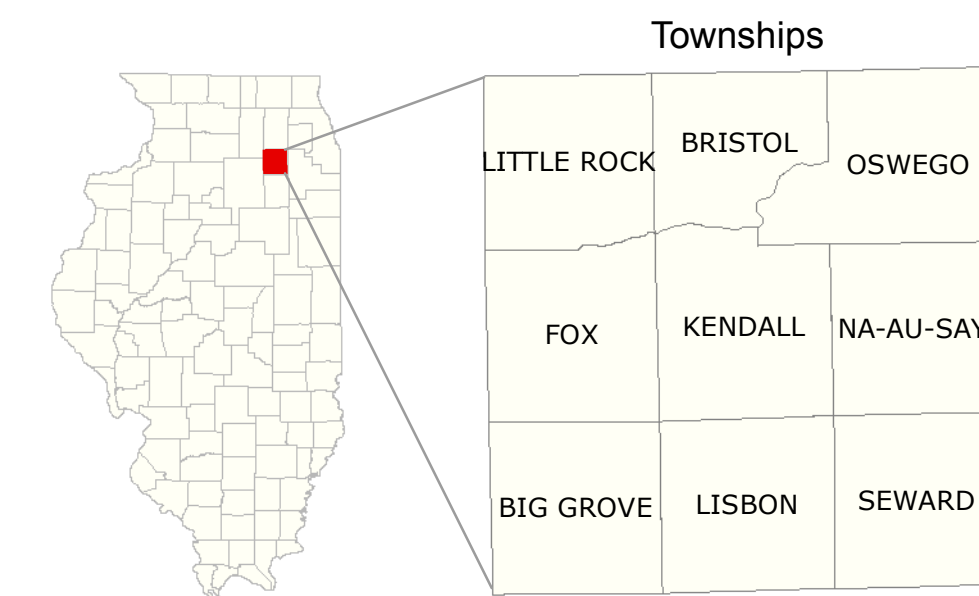 Townships
BRISTOL
LITTLE ROCK
OSWEGO
FOX
KENDALL
NA-AU-SAY
BIG GROVE
LISBON
SEWARD